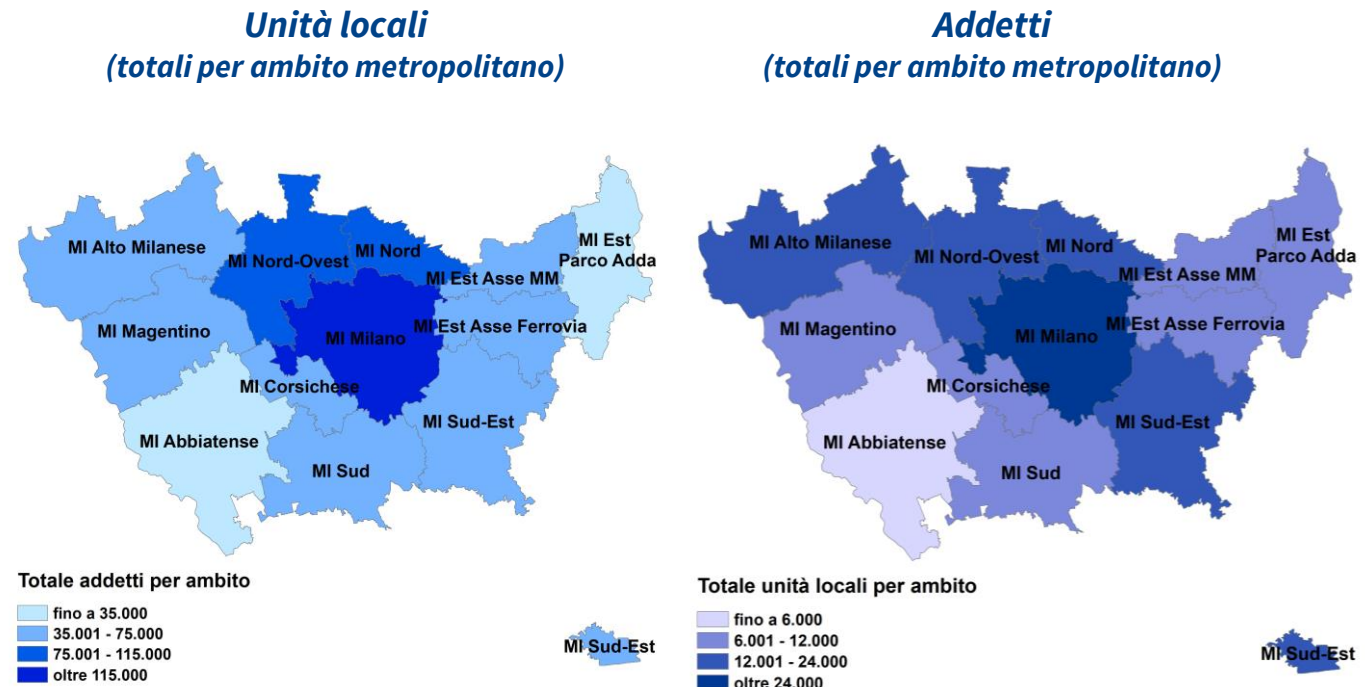 Unità locali
(totali per ambito metropolitano)
MI Alto Milanese
MI Nord-Ovest
MI Nord
MI Est
Parco Adda
MI Est Asse MM
MI Magentino
MI Milano
MI Est Asse Ferrovia
MI Corsichese
MI Abbiatense
MI Sud-Est
MI Sud
Totale addetti per ambito
fino a 35.000
35.001 - 75.000
75.001 - 115.000
oltre 115.000
MI Sud-Est
Addetti
(totali per ambito metropolitano)
MI Alto Milanese
MI Nord-Ovest
MI Nord
MI Est
Parco Adda
MI Est Asse MM
MI Magentino
MI Milano
MI Est Asse Ferrovia
MI Corsichese
MI Abbiatense
MI Sud-Est
MI Sud
Totale unità locali per ambito
fino a 6.000
6.001 - 12.000
12.001 - 24.000
oltre 24.000
MI Sud-Est